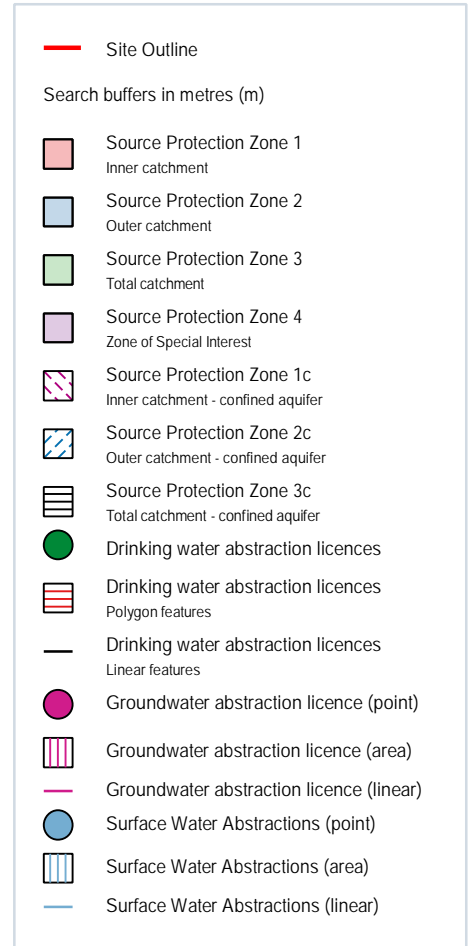 Site Outline
Search buffers in metres (m)
Source Protection Zone 1
Inner catchment
Source Protection Zone 2
Outer catchment
Source Protection Zone 3
Total catchment
Source Protection Zone 4
Zone of Special Interest
Source Protection Zone 1c
Inner catchment - confined aquifer
Source Protection Zone 2c
Outer catchment - confined aquifer
Source Protection Zone 3c
Total catchment - confined aquifer
Drinking water abstraction licences
Drinking water abstraction licences
Polygon features
Drinking water abstraction licences
Linear features
Groundwater abstraction licence (point)
Groundwater abstraction licence (area)
Groundwater abstraction licence (linear)
Surface Water Abstractions (point)
Surface Water Abstractions (area)
Surface Water Abstractions (linear)